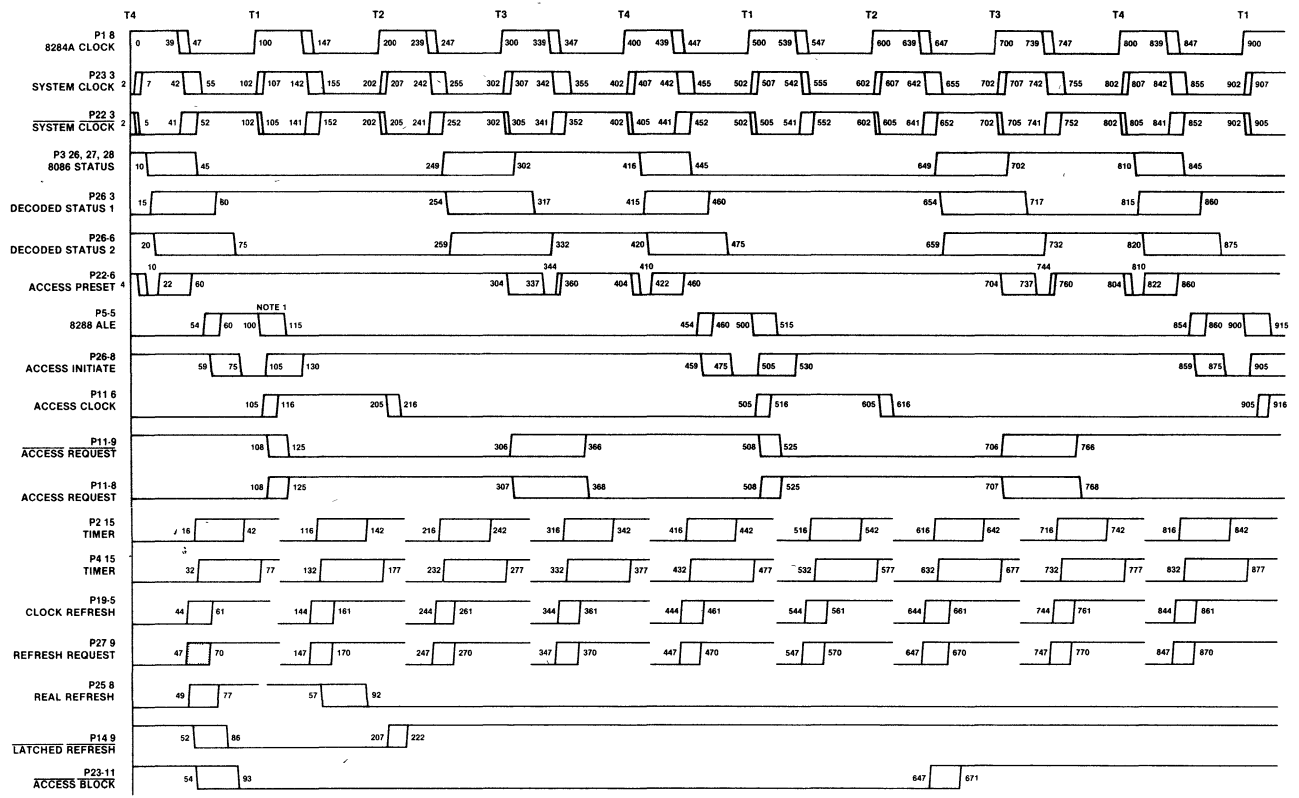 T4 T1 T2 T3 T4 T1 T2 T3 T4 T1
P1 8
8284A CLOCK
0 39 47 100 147 200 239 247 300 339 347 400 439 447 500 539 547 600 639 647 700 739 747 800 839 847 900
P23 3
SYSTEM CLOCK
2 7 42 55 102 107 142 155 202 207 242 255 302 307 342 355 402 407 442 455 502 507 542 555 602 607 642 655 702 707 742 755 802 807 842 855 902 907
P22 3
SYSTEM CLOCK
2 5 41 52 102 105 141 152 202 205 241 252 302 305 341 352 402 405 441 452 502 505 541 552 602 605 641 652 702 705 741 752 802 805 841 852 902 905
P3 26, 27, 28
8086 STATUS
10 45 249 302 416 445 649 702 810 845
P26 3
DECODED STATUS 1
15 60 254 317 415 460 654 717 815 860
P26-6
DECODED STATUS 2
20 75 259 332 420 475 659 732 820 875
10 344 410 744 810
P22-6
ACCESS PRESET
4 22 60 304 337 360 404 422 460 704 737 760 804 822 860
NOTE 1
P5-5
8288 ALE
54 60 100 115 454 460 500 515 854 860 900 915
P26-8
ACCESS INITIATE
59 75 105 130 459 475 505 530 859 875 905
P11 6
ACCESS CLOCK
105 116 205 216 505 516 605 616 905 916
P11-9
ACCESS REQUEST
108 125 306 366 508 525 706 766
P11-8
ACCESS REQUEST
108 125 307 368 508 525 707 768
P2 15
TIMER
16 42 116 142 216 242 316 342 416 442 516 542 616 642 716 742 816 842
P4 15
TIMER
32 77 132 177 232 277 332 377 432 477 532 577 632 677 732 777 832 877
P19-5
CLOCK REFRESH
44 61 144 161 244 261 344 361 444 461 544 561 644 661 744 761 844 861
P27 9
REFRESH REQUEST
47 70 147 170 247 270 347 370 447 470 547 570 647 670 747 770 847 870
P25 8
REAL REFRESH
49 77 57 92
P14 9
LATCHED REFRESH
52 86 207 222
P23-11
ACCESS BLOCK
54 93 647 671